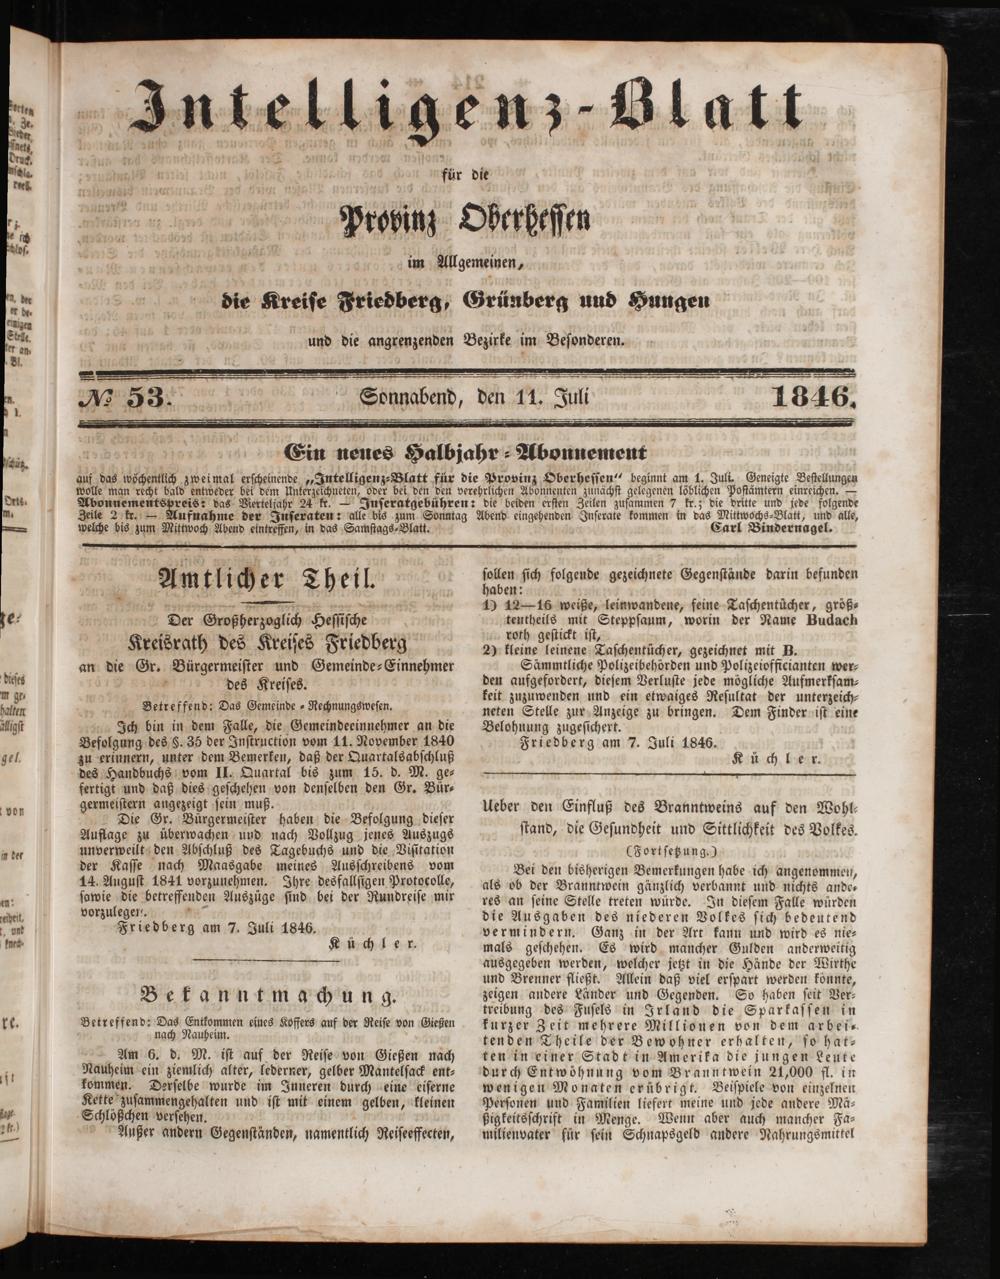 Intelligenz-Blatt
für die
Provinz Oberhessen
im Allgemeinen,
die Kreise Friedberg, Grünberg und Hungen
und die angrenzenden Bezirke im Besonderen.
№ 53. Sonnabend, den 11. Juli 1846.
Ein neues Halbjahr-Abonnement
auf das wöchentlich zweimal erscheinende „Intelligenz-Blatt für die Provinz Oberhessen“ beginnt am 1. Juli. Geneigte Bestellungen
wolle man recht bald entweder bei dem Unterzeichneten, oder bei den den verehrlichen Abonnenten zunächst gelegenen löblichen Postämtern einreichen. —
Abonnementspreis: das Vierteljahr 24 kr. — Inseratgebühren: die beiden ersten Zeilen zusammen 7 kr.; die dritte und jede folgende
Zeile 2 kr. — Aufnahme der Inseraten: alle bis zum Sonntag Abend eingehenden Inserate kommen in das Mittwochs-Blatt, und alle,
welche bis zum Mittwoch Abend eintreffen, in das Samstags-Blatt. Carl Bindernagel.
Amtlicher Theil.
Der Großherzoglich Hessische
Kreisrath des Kreises Friedberg
an die Gr. Bürgermeister und Gemeinde-Einnehmer
des Kreises.
Betreffend: Das Gemeinde-Rechnungswesen.
Ich bin in dem Falle, die Gemeindeeinnehmer an die
Befolgung des §. 35 der Instruction vom 11. November 1840
zu erinnern, unter dem Bemerken, daß der Quartalsabschluß
des Handbuchs vom II. Quartal bis zum 15. d. M. ge-
fertigt und daß dies geschehen von denselben den Gr. Bür-
germeistern angezeigt sein muß.
Die Gr. Bürgermeister haben die Befolgung dieser
Auflage zu überwachen und nach Vollzug jenes Auszugs
unverweilt den Abschluß des Tagebuchs und die Visitation
der Kasse nach Maasgabe meines Ausschreibens vom
14. August 1841 vorzunehmen. Ihre desfallsigen Protocolle,
sowie die betreffenden Auszüge sind bei der Rundreise mir
vorzulegen.
Friedberg am 7. Juli 1846.
Küchler.
Bekanntmachung.
Betreffend: Das Entkommen eines Koffers auf der Reise von Gießen
nach Nauheim.
Am 6. d. M. ist auf der Reise von Gießen nach
Nauheim ein ziemlich alter, lederner, gelber Mantelsack ent-
kommen. Derselbe wurde im Inneren durch eine eiserne
Kette zusammengehalten und ist mit einem gelben, kleinen
Schlößchen versehen.
Außer andern Gegenständen, namentlich Reiseeffecten,
sollen sich folgende gezeichnete Gegenstände darin befunden
haben:
1) 12—16 weiße, leinwandene, feine Taschentücher, größ-
tentheils mit Steppsaum, worin der Name Budach
roth gestickt ist,
2) kleine leinene Taschentücher, gezeichnet mit B.
Sämmtliche Polizeibehörden und Polizeiofficianten wer-
den aufgefordert, diesem Verluste jede mögliche Aufmerksam-
keit zuzuwenden und ein etwaiges Resultat der unterzeich-
neten Stelle zur Anzeige zu bringen. Dem Finder ist eine
Belohnung zugesichert.
Friedberg am 7. Juli 1846.
Küchler.
Ueber den Einfluß des Branntweins auf den Wohl-
stand, die Gesundheit und Sittlichkeit des Volkes.
(Fortsetzung.)
Bei den bisherigen Bemerkungen habe ich angenommen,
als ob der Branntwein gänzlich verbannt und nichts ande-
res an seine Stelle treten würde. In diesem Falle würden
die Ausgaben des niederen Volkes sich bedeutend
vermindern. Ganz in der Art kann und wird es nie-
mals geschehen. Es wird mancher Gulden anderweitig
ausgegeben werden, welcher jetzt in die Hände der Wirthe
und Brenner fließt. Allein daß viel erspart werden könnte,
zeigen andere Länder und Gegenden. So haben seit Ver-
treibung des Fusels in Irland die Sparkassen in
kurzer Zeit mehrere Millionen von dem arbei-
tenden Theile der Bewohner erhalten, so hat-
ten in einer Stadt in Amerika die jungen Leute
durch Entwöhnung vom Branntwein 21,000 fl. in
wenigen Monaten erübrigt. Beispiele von einzelnen
Personen und Familien liefert meine und jede andere Mä-
ßigkeitsschrift in Menge. Wenn aber auch mancher Fa-
milienvater für sein Schnapsgeld andere Nahrungsmittel